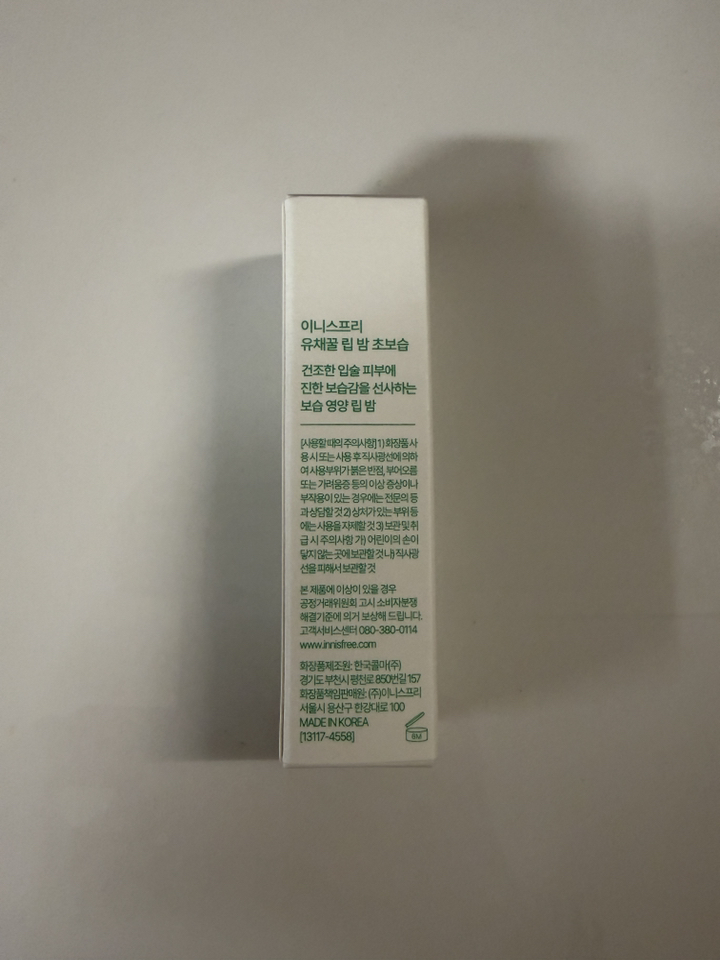 이니스프리
유채꿀 립 밤 초보습
건조한 입술 피부에
진한 보습감을 선사하는
보습 영양 립 밤
[사용할 때의 주의사항] 1) 화장품 사
용 시 또는 사용 후 직사광선에 의하
여 사용부위가 붉은 반점, 부어오름
또는 가려움증 등의 이상 증상이나
부작용이 있는 경우에는 전문의 등
과 상담할 것 2) 상처가 있는 부위 등
에는 사용을 자제할 것 3) 보관 및 취
급 시 주의사항 가) 어린이의 손이
닿지 않는 곳에 보관할 것 나) 직사광
선을 피해서 보관할 것
본 제품에 이상이 있을 경우
공정거래위원회 고시 소비자분쟁
해결기준에 의거 보상해 드립니다.
고객서비스센터 080-380-0114
www.innisfree.com
화장품제조원: 한국콜마(주)
경기도 부천시 평천로 850번길 157
화장품책임판매원: (주)이니스프리
서울시 용산구 한강대로 100
MADE IN KOREA
[13117-4558]
8M